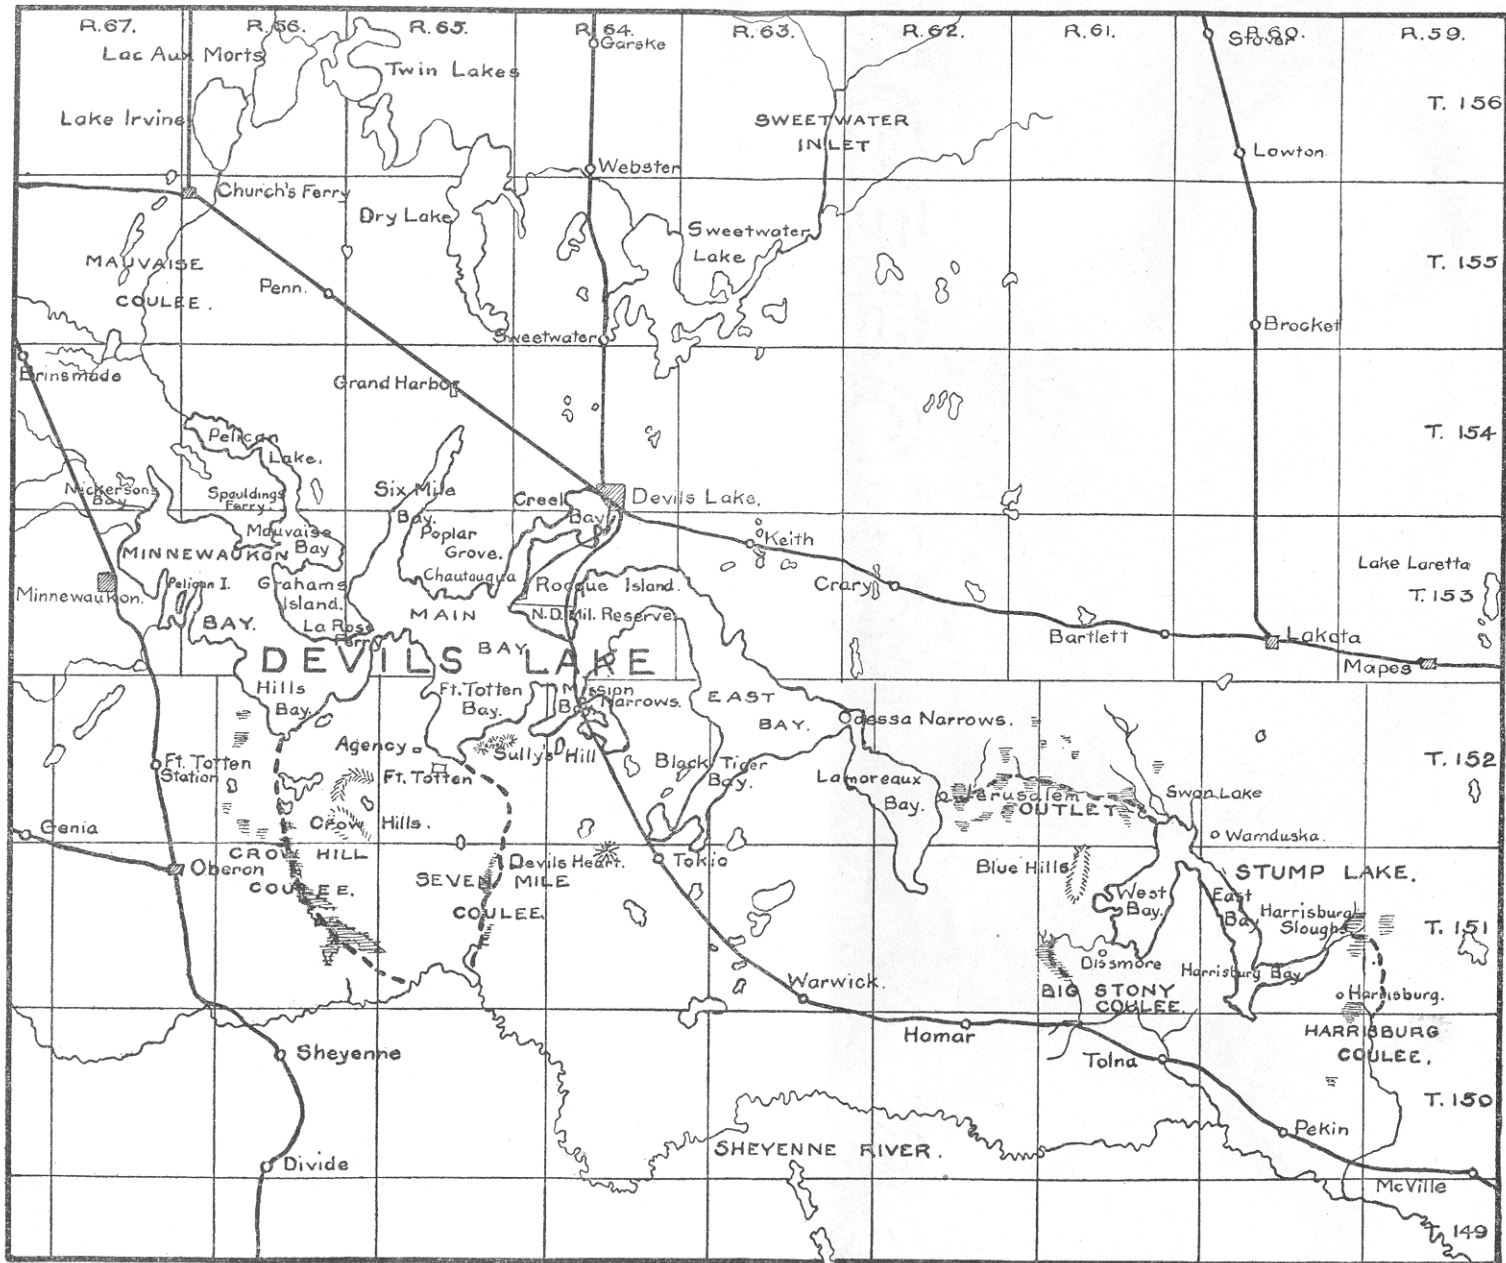 R.67.
R.66.
R.65.
R.64.
R.63.
R.62.
R.61.
R.60.
R.59.
Garske
Stover
Lac Aux Morts
Twin Lakes
T. 156
Lake Irvine
SWEETWATER
INLET
Lowton
Webster
Church's Ferry
Dry Lake
Sweetwater
Lake
MAUVAISE
COULEE.
T. 155
Penn.
Brocket
Sweetwater
Brinsmade
Grand Harbor
T. 154
Pelican
Lake.
Nickersons
Bay.
Spauldings
Ferry.
Six Mile
Bay.
Creel
Bay
Devils Lake.
Mauvaise
Bay
Poplar
Grove.
Keith
MINNEWAUKON
BAY.
Chautauqua
Lake Laretta
Minnewaukon.
Pelican I.
Grahams
Island.
Rocque Island.
Crary
T. 153
MAIN
BAY
N.D. Mil. Reserve
La Rose
Ferry
Bartlett
Lakota
Mapes
DEVILS LAKE
Hills
Bay.
Ft. Totten
Bay.
Mission
Bay
Narrows.
EAST
BAY.
Odessa Narrows.
Agency
Sully's Hill
Black Tiger
Bay.
T. 152
Ft. Totten
Station
Ft. Totten
Lamoreaux
Bay.
Jerusalem
OUTLET
Swan Lake
Crow Hills.
Genia
Wamduska.
CROW HILL
COULEE.
Oberon
Devils Heart.
Tokio
Blue Hills
STUMP LAKE.
SEVEN MILE
COULEE.
West
Bay.
East
Bay
Harrisburg
Sloughs
T. 151
Dissmore
Harrisburg Bay
Warwick.
BIG STONY
COULEE.
Harrisburg.
Hamar
HARRISBURG
COULEE.
Sheyenne
Tolna
T. 150
Pekin
SHEYENNE RIVER.
Divide
McVille
T. 149